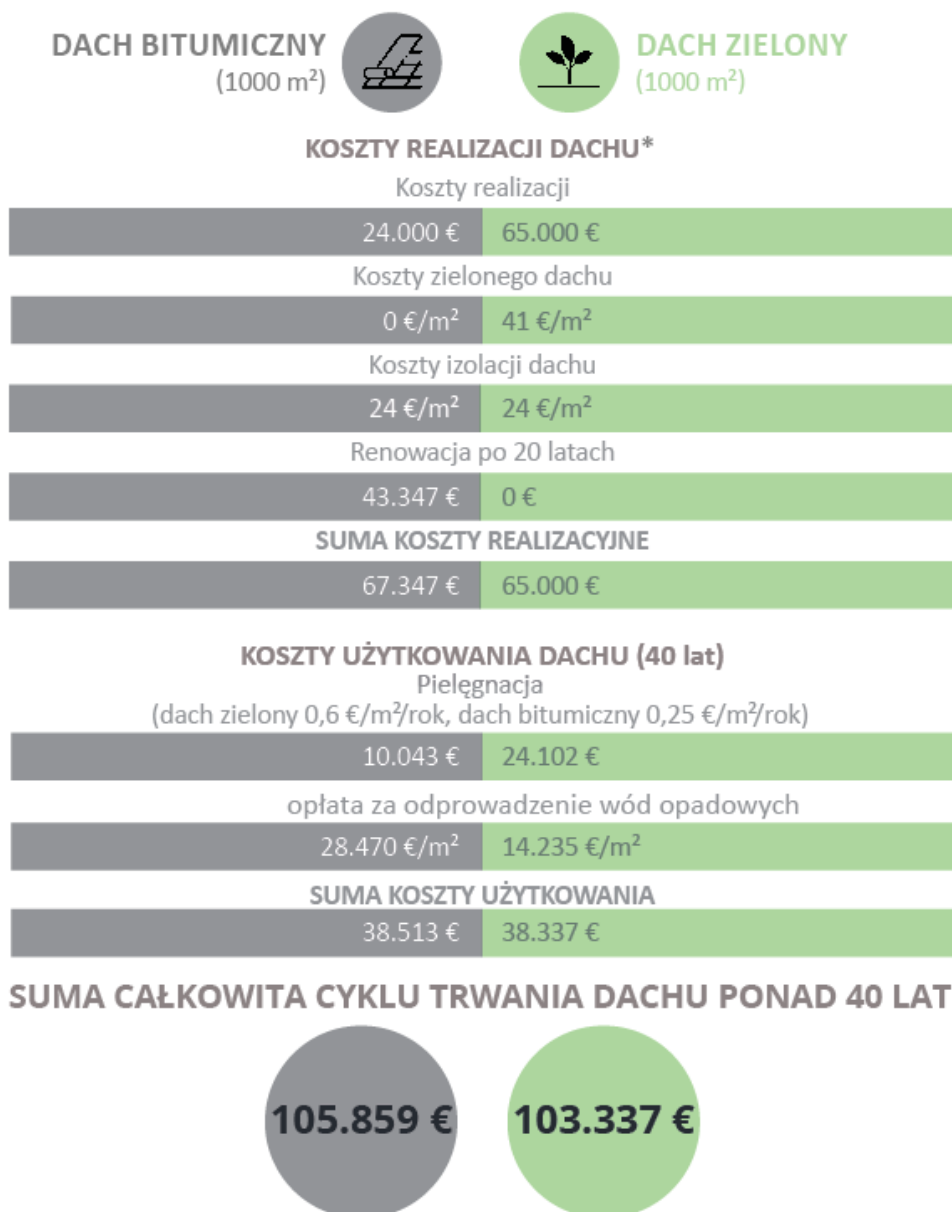 DACH BITUMICZNY
(1000 m²)
DACH ZIELONY
(1000 m²)
KOSZTY REALIZACJI DACHU*
Koszty realizacji
24.000 € 65.000 €
Koszty zielonego dachu
0 €/m² 41 €/m²
Koszty izolacji dachu
24 €/m² 24 €/m²
Renowacja po 20 latach
43.347 € 0 €
SUMA KOSZTY REALIZACYJNE
67.347 € 65.000 €
KOSZTY UŻYTKOWANIA DACHU (40 lat)
Pielęgnacja
(dach zielony 0,6 €/m²/rok, dach bitumiczny 0,25 €/m²/rok)
10.043 € 24.102 €
opłata za odprowadzenie wód opadowych
28.470 €/m² 14.235 €/m²
SUMA KOSZTY UŻYTKOWANIA
38.513 € 38.337 €
SUMA CAŁKOWITA CYKLU TRWANIA DACHU PONAD 40 LAT
105.859 € 103.337 €